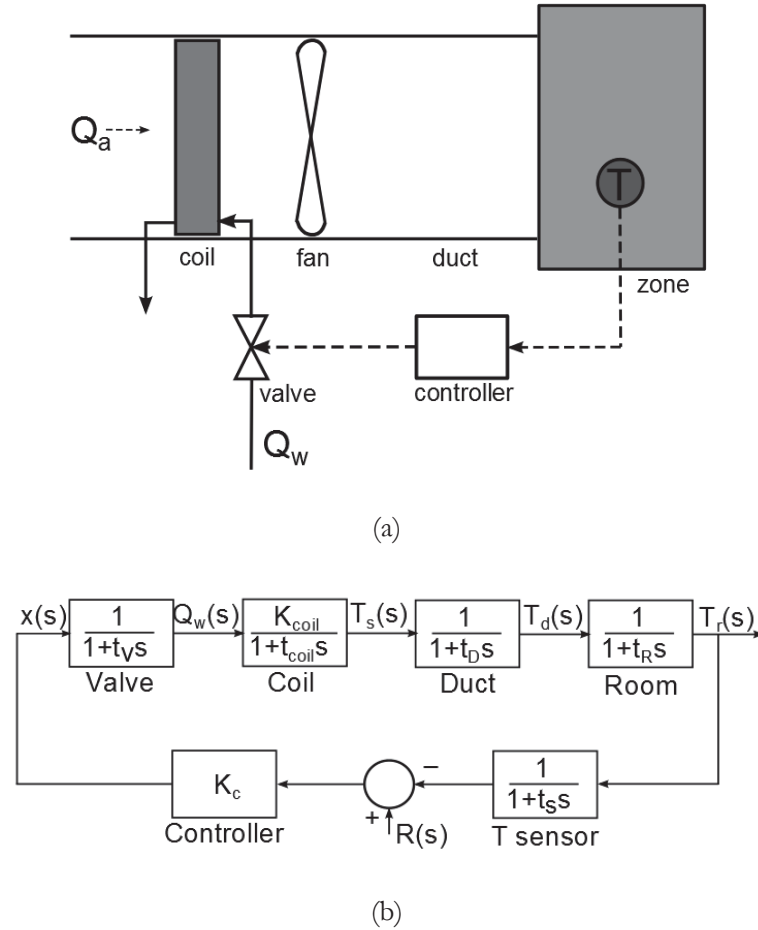 Qa
T
coil fan duct
zone
valve controller
Qw
(a)
x(s) Qw(s) Ts(s) Td(s) Tr(s)
1 Kcoil 1 1
1+tVs 1+tcoils 1+tDs 1+tRs
Valve Coil Duct Room
−
Kc 1
1+tSs
+ R(s)
Controller T sensor
(b)